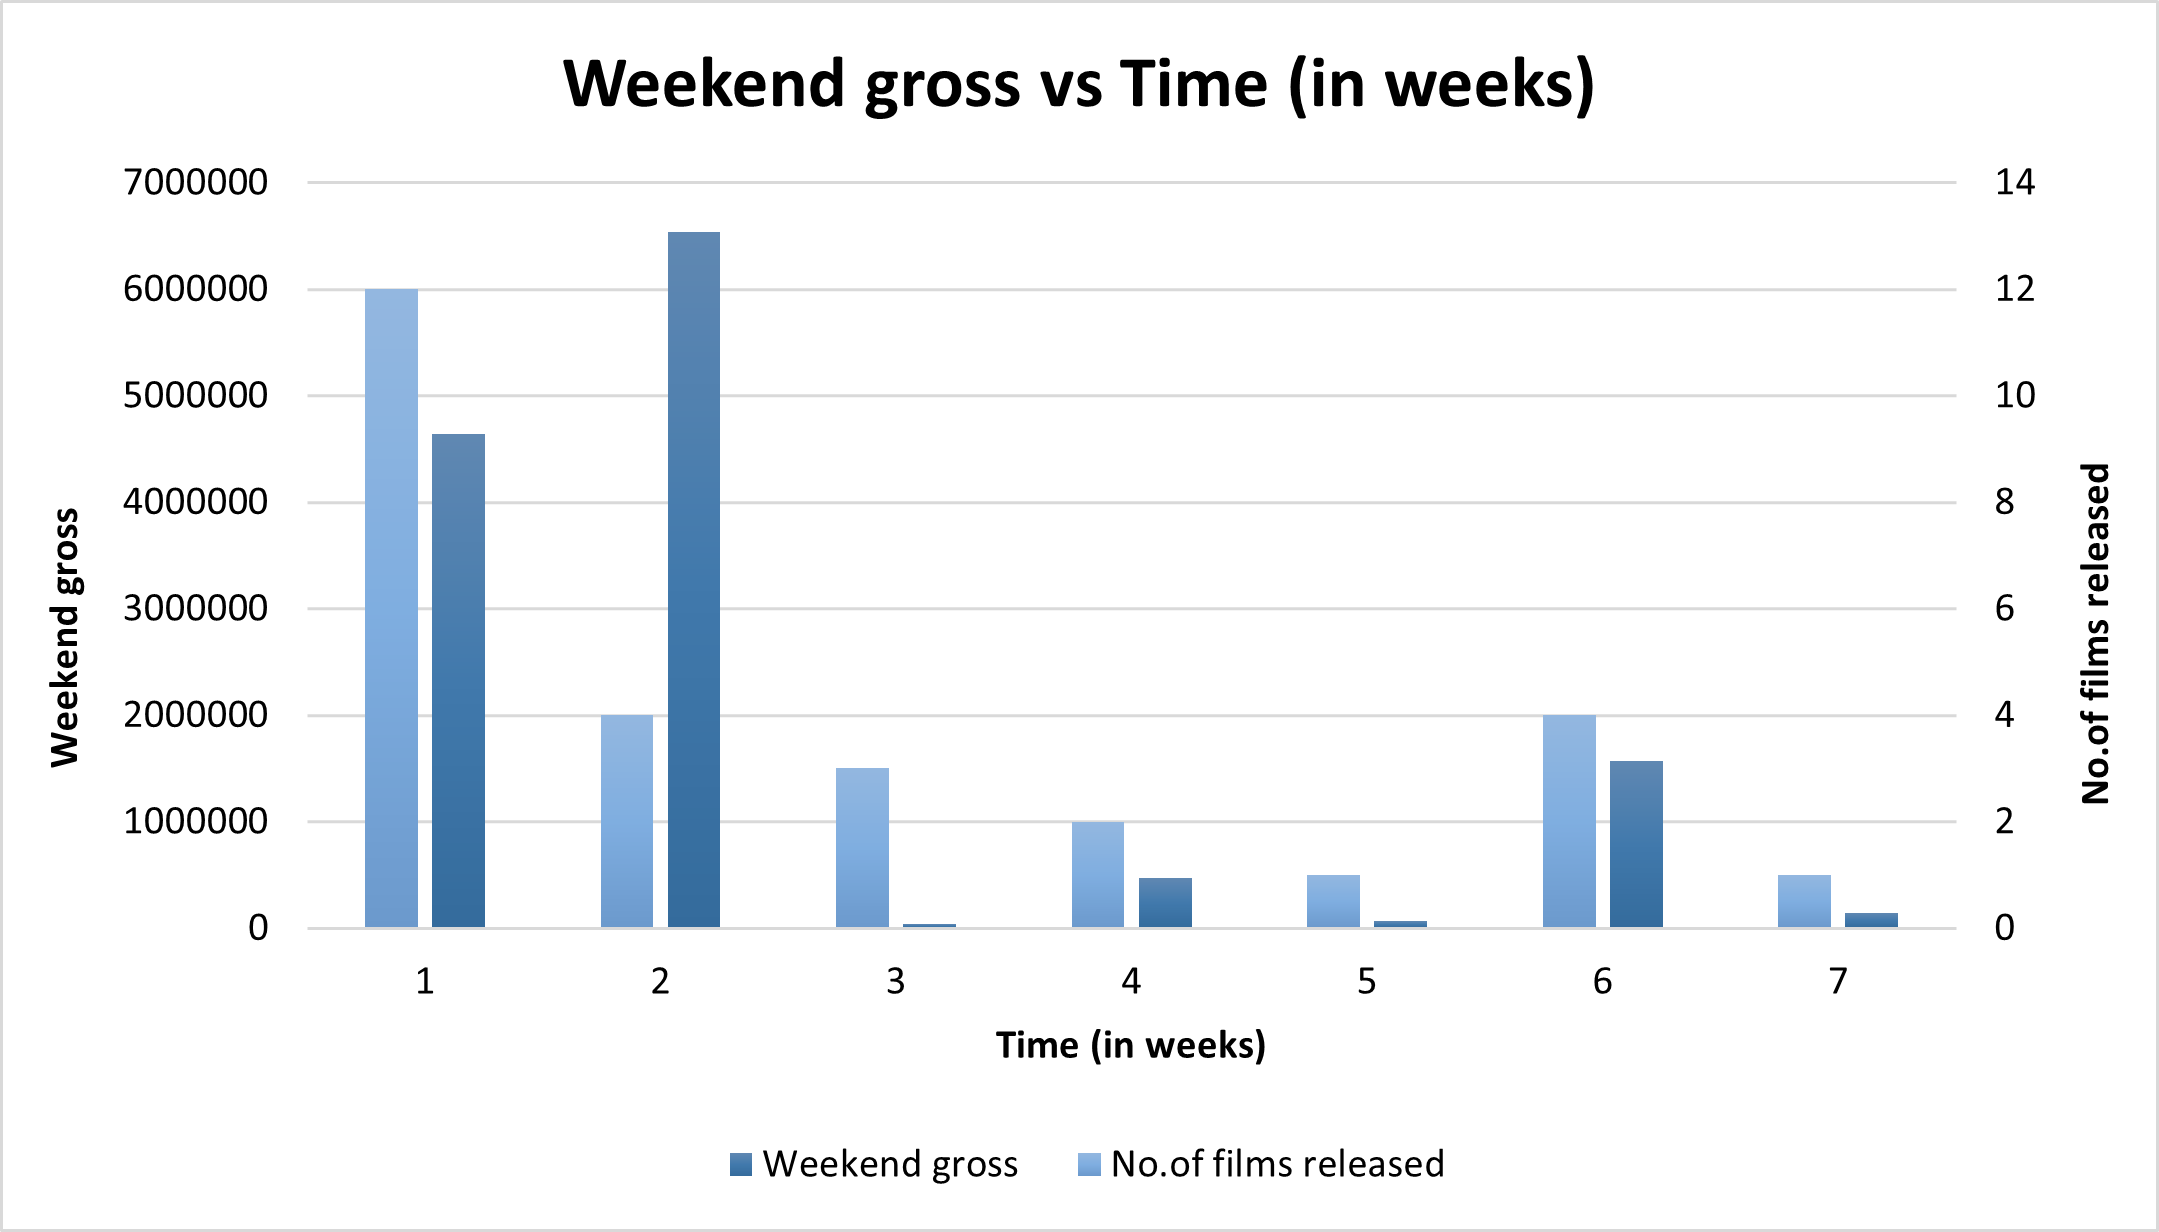 Weekend gross vs Time (in weeks)
7000000
6000000
5000000
4000000
3000000
2000000
1000000
0
Weekend gross
14
12
10
8
6
4
2
0
No.of films released
1 2 3 4 5 6 7
Time (in weeks)
Weekend gross No.of films released